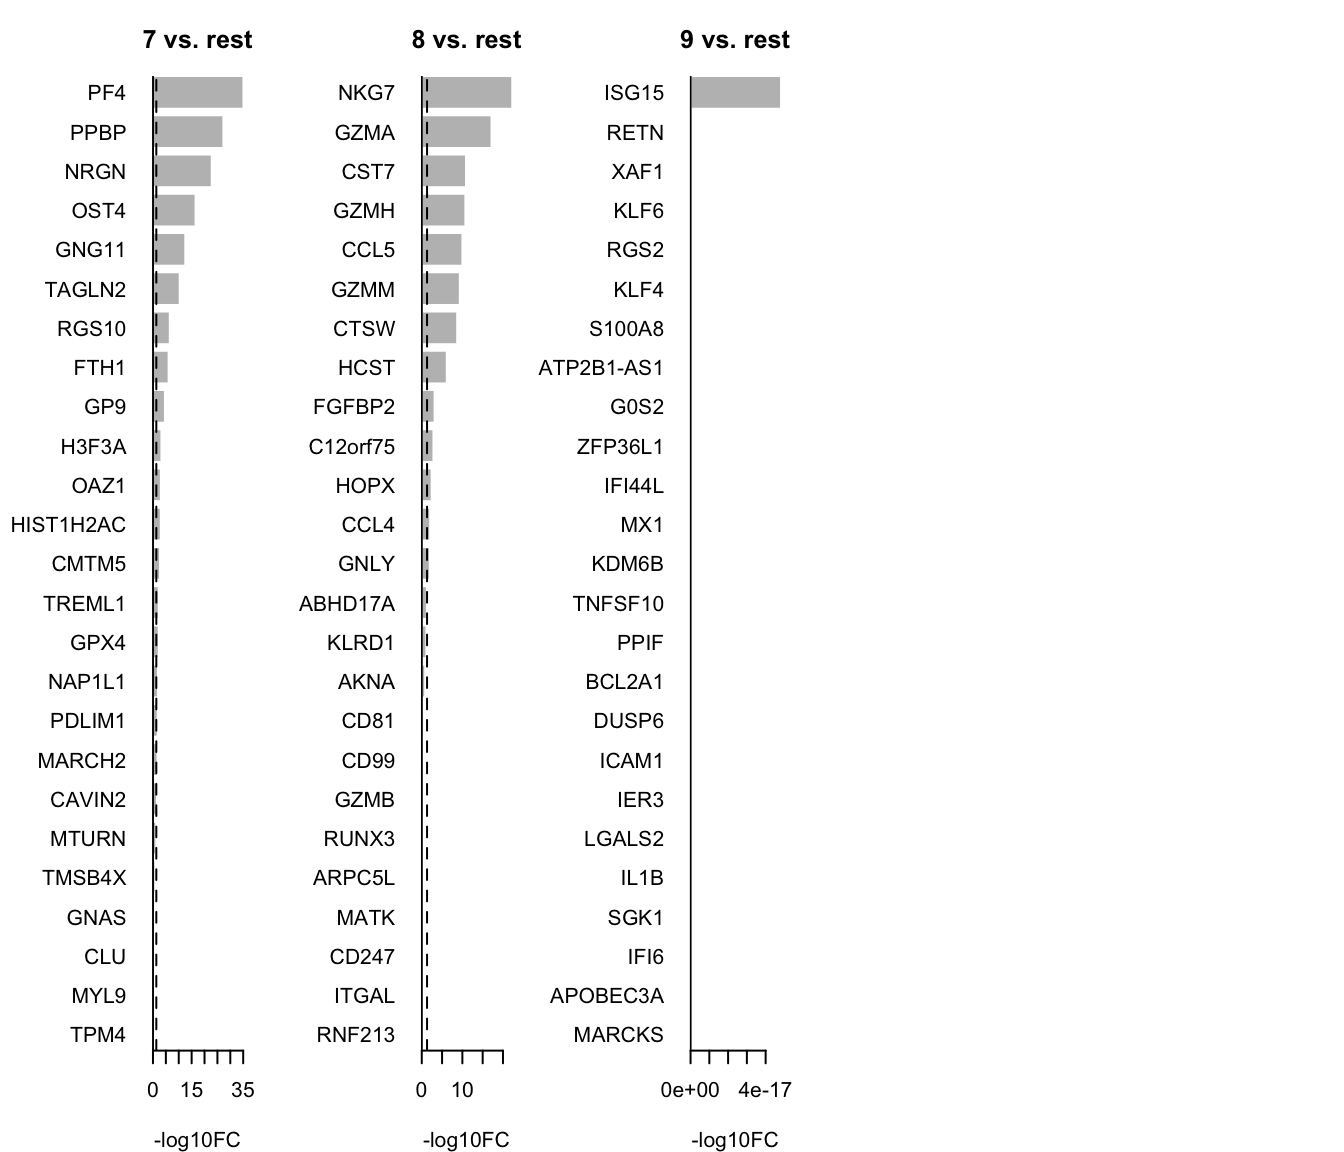 7 vs. rest
PF4
PPBP
NRGN
OST4
GNG11
TAGLN2
RGS10
FTH1
GP9
H3F3A
OAZ1
HIST1H2AC
CMTM5
TREML1
GPX4
NAP1L1
PDLIM1
MARCH2
CAVIN2
MTURN
TMSB4X
GNAS
CLU
MYL9
TPM4
0 15 35
-log10FC
8 vs. rest
NKG7
GZMA
CST7
GZMH
CCL5
GZMM
CTSW
HCST
FGFBP2
C12orf75
HOPX
CCL4
GNLY
ABHD17A
KLRD1
AKNA
CD81
CD99
GZMB
RUNX3
ARPC5L
MATK
CD247
ITGAL
RNF213
0 10
-log10FC
9 vs. rest
ISG15
RETN
XAF1
KLF6
RGS2
KLF4
S100A8
ATP2B1-AS1
G0S2
ZFP36L1
IFI44L
MX1
KDM6B
TNFSF10
PPIF
BCL2A1
DUSP6
ICAM1
IER3
LGALS2
IL1B
SGK1
IFI6
APOBEC3A
MARCKS
0e+00 4e-17
-log10FC